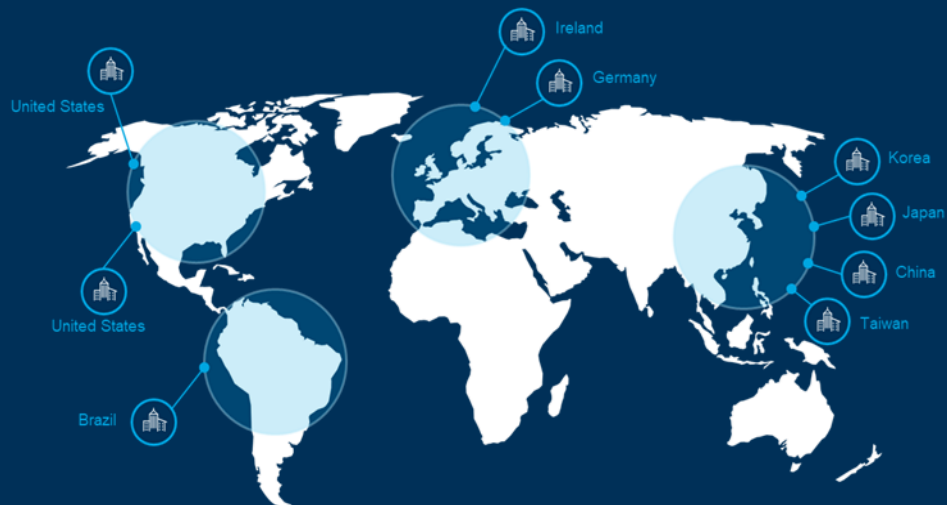 Ireland
Germany
United States
Korea
Japan
China
United States
Taiwan
Brazil